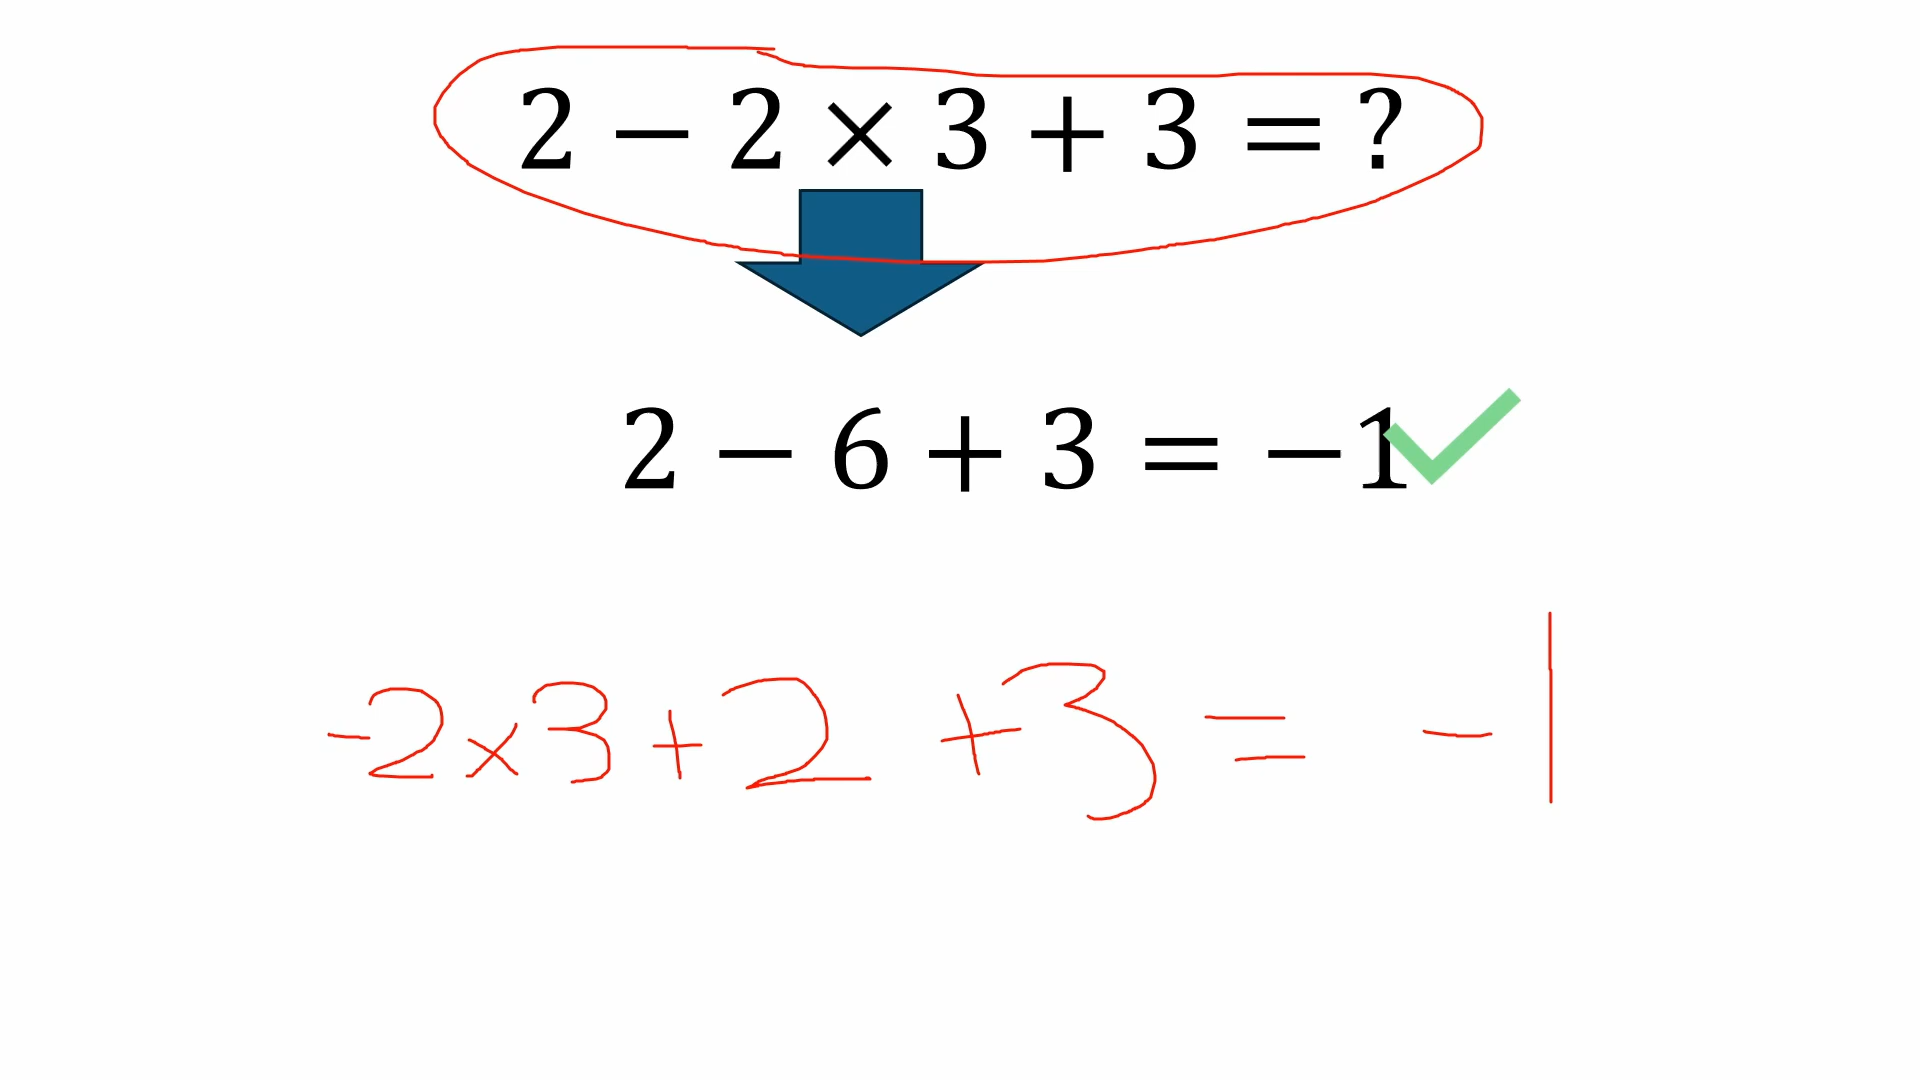 2 − 2 × 3 + 3 = ?
2 − 6 + 3 = −1
-2 × 3 + 2 + 3 = -1